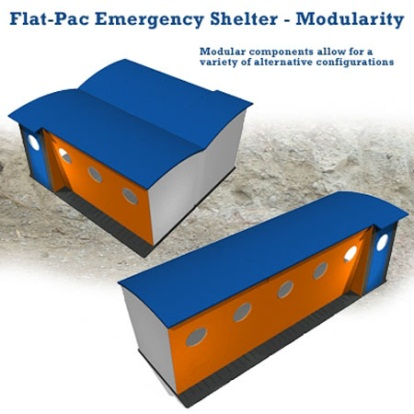 Flat-Pac Emergency Shelter - Modularity
Modular components allow for a
variety of alternative configurations